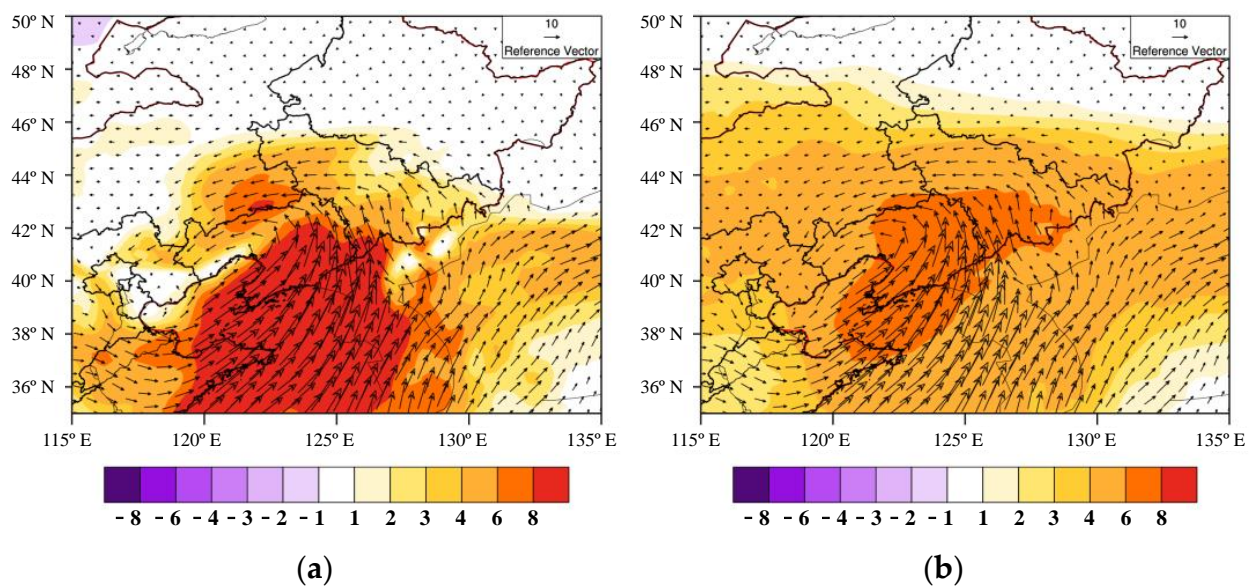 10
Reference Vector
50° N
48° N
46° N
44° N
42° N
40° N
38° N
36° N
115° E 120° E 125° E 130° E 135° E
-8 -6 -4 -3 -2 -1 1 2 3 4 6 8
(a)
10
Reference Vector
50° N
48° N
46° N
44° N
42° N
40° N
38° N
36° N
115° E 120° E 125° E 130° E 135° E
-8 -6 -4 -3 -2 -1 1 2 3 4 6 8
(b)